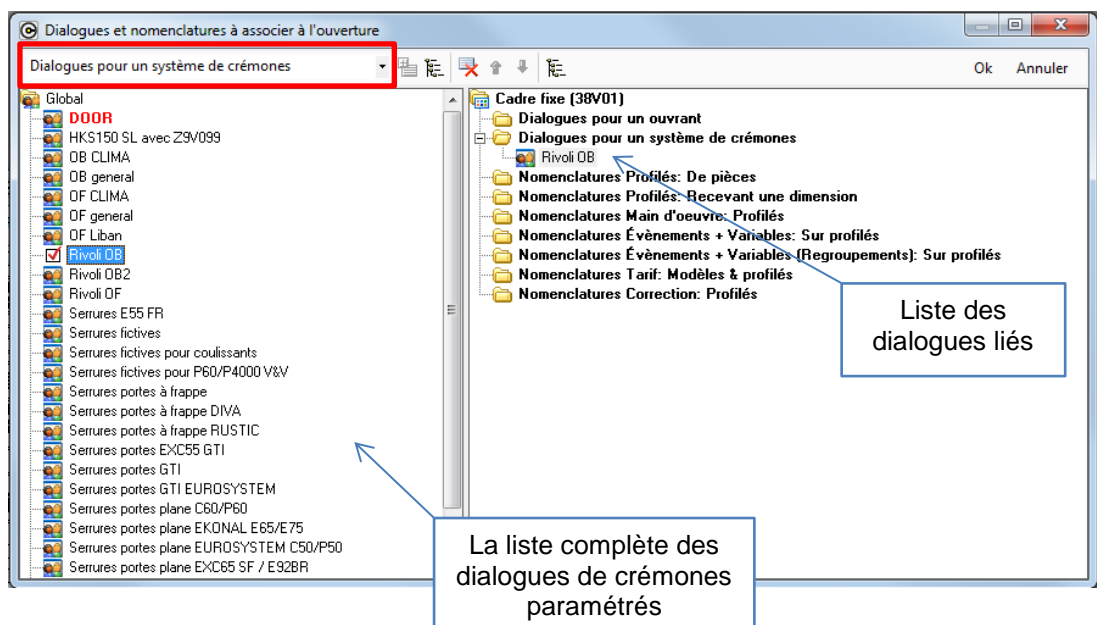 Dialogues et nomenclatures à associer à l'ouverture
Dialogues pour un système de crémones
Ok Annuler
Global
DOOR
HKS150 SL avec Z9V099
OB CLIMA
OB general
OF CLIMA
OF general
OF Liban
Rivoli OB
Rivoli OB2
Rivoli OF
Serrures E55 FR
Serrures fictives
Serrures fictives pour coulissants
Serrures fictives pour P60/P4000 V&V
Serrures portes à frappe
Serrures portes à frappe DIVA
Serrures portes à frappe RUSTIC
Serrures portes EXC55 GTI
Serrures portes GTI
Serrures portes GTI EUROSYSTEM
Serrures portes plane C60/P60
Serrures portes plane EKONAL E65/E75
Serrures portes plane EUROSYSTEM C50/P50
Serrures portes plane EXC65 SF / E92BR
Cadre fixe (38V01)
Dialogues pour un ouvrant
Dialogues pour un système de crémones
Rivoli OB
Nomenclatures Profilés: De pièces
Nomenclatures Profilés: Recevant une dimension
Nomenclatures Main d'oeuvre: Profilés
Nomenclatures Évènements + Variables: Sur profilés
Nomenclatures Évènements + Variables (Regroupements): Sur profilés
Nomenclatures Tarif: Modèles & profilés
Nomenclatures Correction: Profilés
Liste des
dialogues liés
La liste complète des
dialogues de crémones
paramétrés